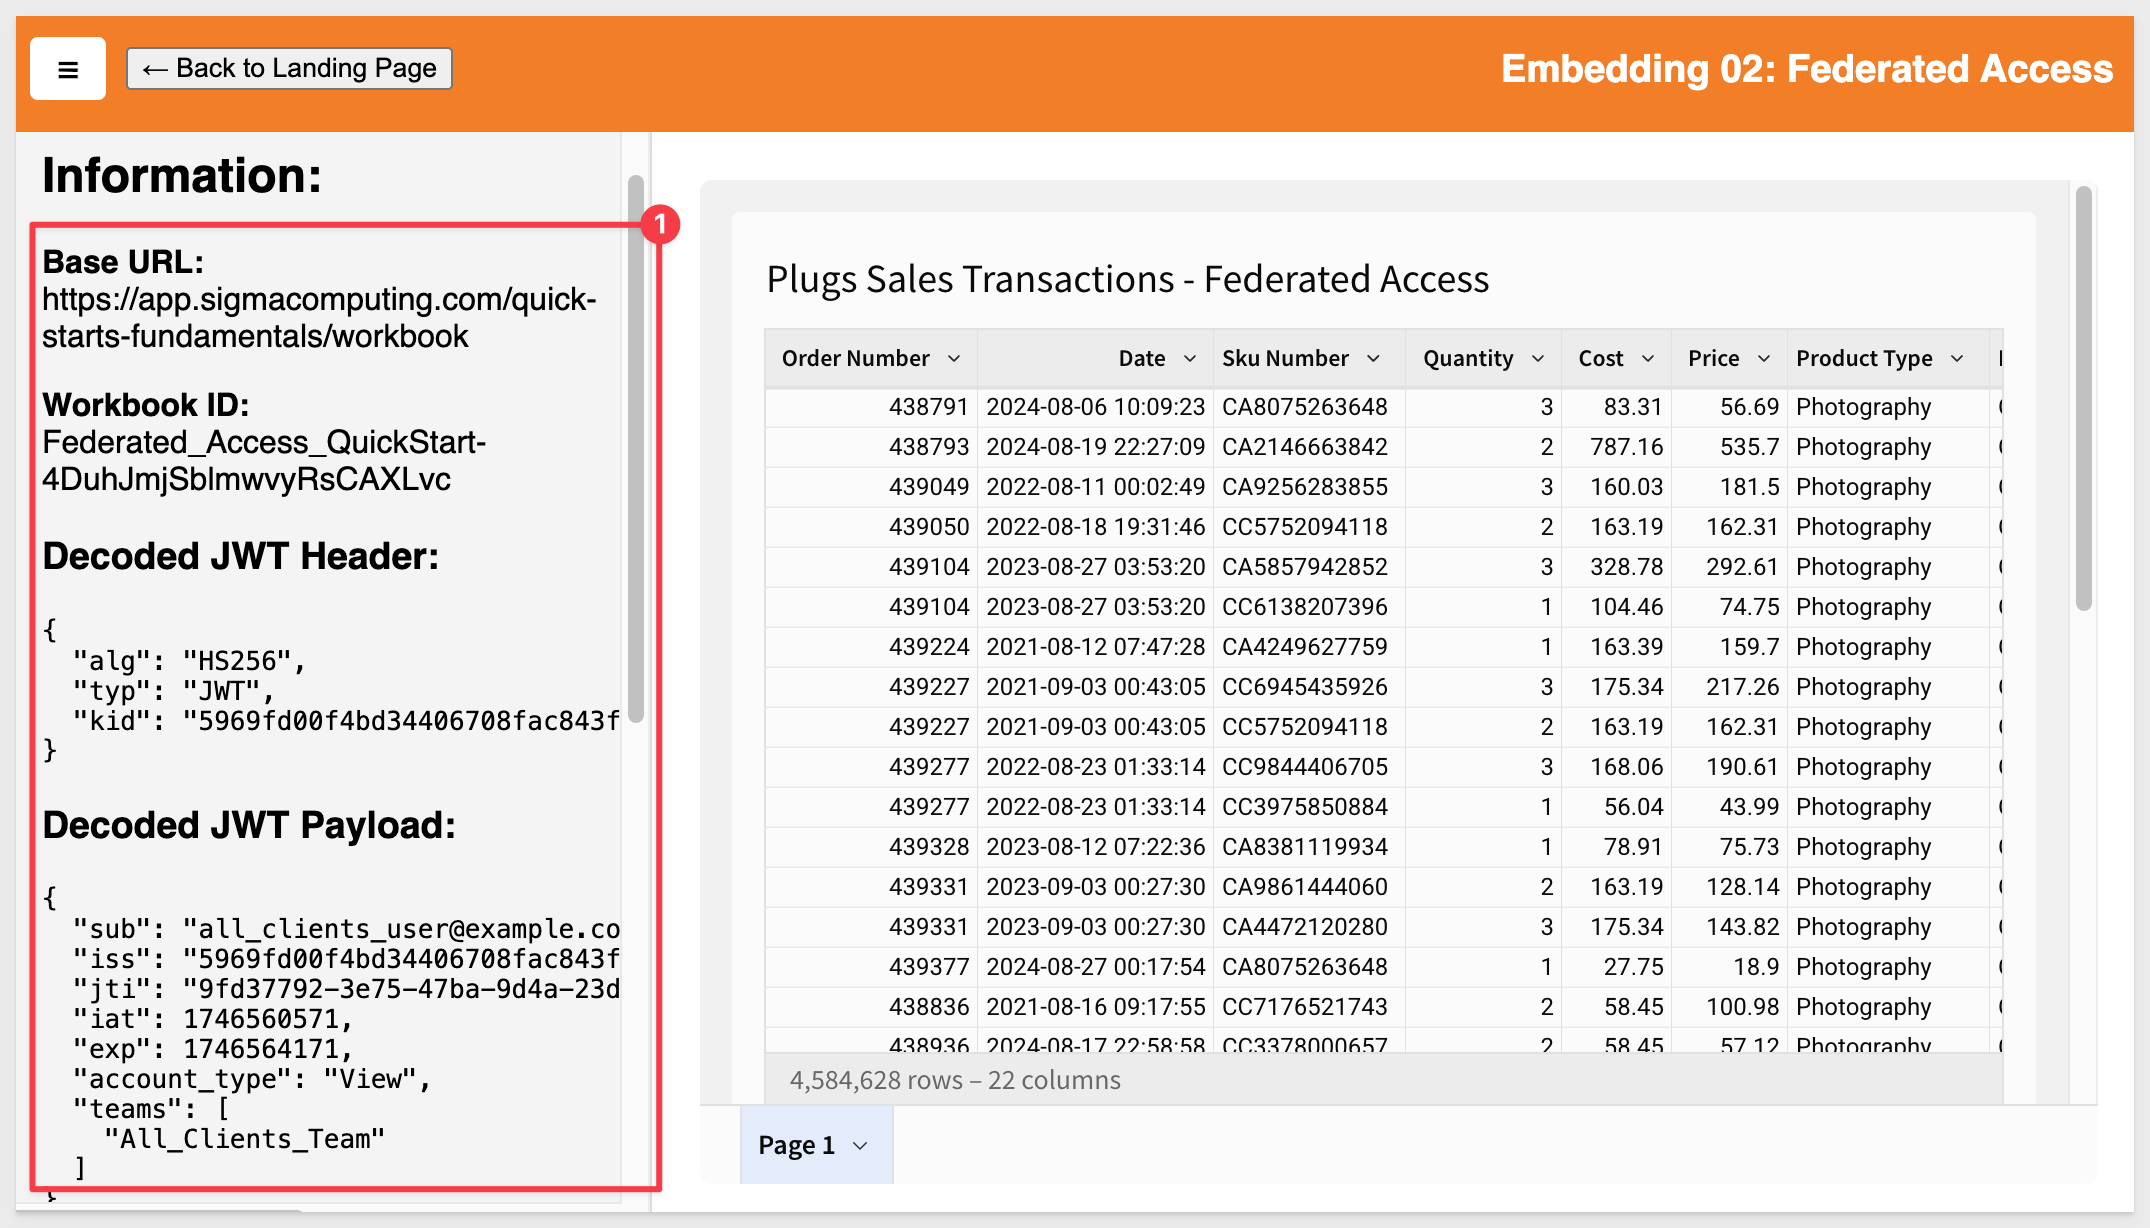 ← Back to Landing Page
Embedding 02: Federated Access
Information:
1
Base URL:
https://app.sigmacomputing.com/quick-
starts-fundamentals/workbook
Workbook ID:
Federated_Access_QuickStart-
4DuhJmjSblmwvyRsCAXLvc
Decoded JWT Header:
{
  "alg": "HS256",
  "typ": "JWT",
  "kid": "5969fd00f4bd34406708fac843f
}
Decoded JWT Payload:
{
  "sub": "all_clients_user@example.co
  "iss": "5969fd00f4bd34406708fac843f
  "jti": "9fd37792-3e75-47ba-9d4a-23d
  "iat": 1746560571,
  "exp": 1746564171,
  "account_type": "View",
  "teams": [
    "All_Clients_Team"
  ]
Plugs Sales Transactions - Federated Access
Order Number Date Sku Number Quantity Cost Price Product Type
438791 2024-08-06 10:09:23 CA8075263648 3 83.31 56.69 Photography
438793 2024-08-19 22:27:09 CA2146663842 2 787.16 535.7 Photography
439049 2022-08-11 00:02:49 CA9256283855 3 160.03 181.5 Photography
439050 2022-08-18 19:31:46 CC5752094118 2 163.19 162.31 Photography
439104 2023-08-27 03:53:20 CA5857942852 3 328.78 292.61 Photography
439104 2023-08-27 03:53:20 CC6138207396 1 104.46 74.75 Photography
439224 2021-08-12 07:47:28 CA4249627759 1 163.39 159.7 Photography
439227 2021-09-03 00:43:05 CC6945435926 3 175.34 217.26 Photography
439227 2021-09-03 00:43:05 CC5752094118 2 163.19 162.31 Photography
439277 2022-08-23 01:33:14 CC9844406705 3 168.06 190.61 Photography
439277 2022-08-23 01:33:14 CC3975850884 1 56.04 43.99 Photography
439328 2023-08-12 07:22:36 CA8381119934 1 78.91 75.73 Photography
439331 2023-09-03 00:27:30 CA9861444060 2 163.19 128.14 Photography
439331 2023-09-03 00:27:30 CA4472120280 3 175.34 143.82 Photography
439377 2024-08-27 00:17:54 CA8075263648 1 27.75 18.9 Photography
438836 2021-08-16 09:17:55 CC7176521743 2 58.45 100.98 Photography
438936 2024-08-17 22:58:58 CC3378000657 2 58.45 57.12 Photography
4,584,628 rows – 22 columns
Page 1